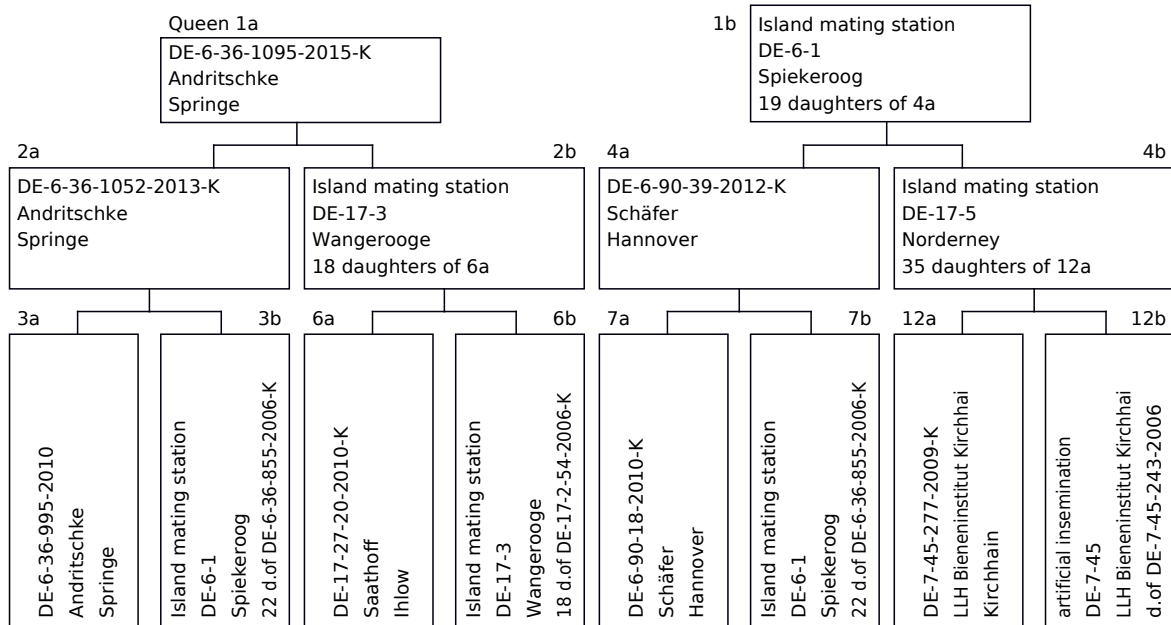 Queen 1a
DE-6-36-1095-2015-K
Andritschke
Springe
1b
Island mating station
DE-6-1
Spiekeroog
19 daughters of 4a
2a
DE-6-36-1052-2013-K
Andritschke
Springe
2b
Island mating station
DE-17-3
Wangerooge
18 daughters of 6a
4a
DE-6-90-39-2012-K
Schäfer
Hannover
4b
Island mating station
DE-17-5
Norderney
35 daughters of 12a
3a
DE-6-36-995-2010
Andritschke
Springe
3b
Island mating station
DE-6-1
Spiekeroog
22 d.of DE-6-36-855-2006-K
6a
DE-17-27-20-2010-K
Saathoff
Ihlow
6b
Island mating station
DE-17-3
Wangerooge
18 d.of DE-17-2-54-2006-K
7a
DE-6-90-18-2010-K
Schäfer
Hannover
7b
Island mating station
DE-6-1
Spiekeroog
22 d.of DE-6-36-855-2006-K
12a
DE-7-45-277-2009-K
LLH Bieneninstitut Kirchhai
Kirchhain
12b
artificial insemination
DE-7-45
LLH Bieneninstitut Kirchhai
d.of DE-7-45-243-2006